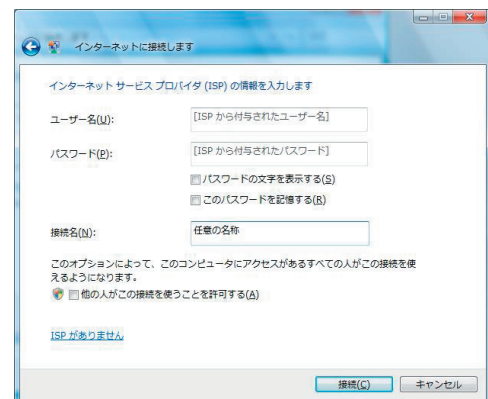 インターネットに接続します
インターネット サービス プロバイダ (ISP) の情報を入力します
ユーザー名(U):
[ISP から付与されたユーザー名]
パスワード(P):
[ISP から付与されたパスワード]
パスワードの文字を表示する(S)
このパスワードを記憶する(R)
接続名(N):
任意の名称
このオプションによって、このコンピュータにアクセスがあるすべての人がこの接続を使
えるようになります。
他の人がこの接続を使うことを許可する(A)
ISP がありません
接続(C)
キャンセル